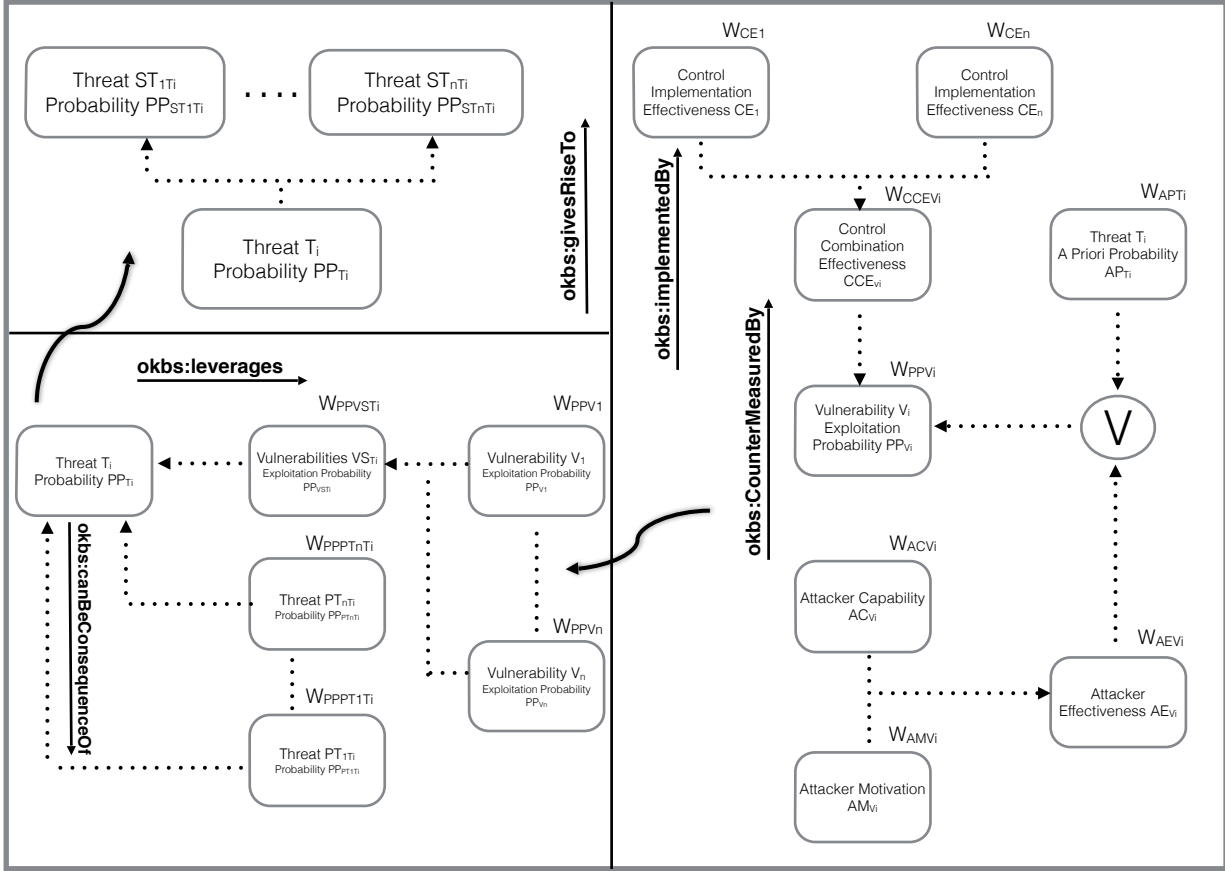 Threat ST1Ti
Probability PPST1Ti
. . . .
Threat STnTi
Probability PPSTnTi
Threat Ti
Probability PPTi
okbs:givesRiseTo
okbs:leverages
WPPVSTi
WPPV1
Threat Ti
Probability PPTi
Vulnerabilities VSTi
Exploitation Probability
PPVSTi
Vulnerability V1
Exploitation Probability
PPV1
okbs:canBeConsequenceOf
WPPPTnTi
Threat PTnTi
Probability PPPTnTi
WPPVn
Vulnerability Vn
Exploitation Probability
PPVn
WPPPT1Ti
Threat PT1Ti
Probability PPPT1Ti
WCE1
Control
Implementation
Effectiveness CE1
WCEn
Control
Implementation
Effectiveness CEn
okbs:implementedBy
WCCEVi
Control
Combination
Effectiveness
CCEvi
WAPTi
Threat Ti
A Priori Probability
APTi
okbs:CounterMeasuredBy
WPPVi
Vulnerability Vi
Exploitation
Probability PPVi
V
WACVi
Attacker Capability
ACVi
WAEVi
Attacker
Effectiveness AEVi
WAMVi
Attacker Motivation
AMVi